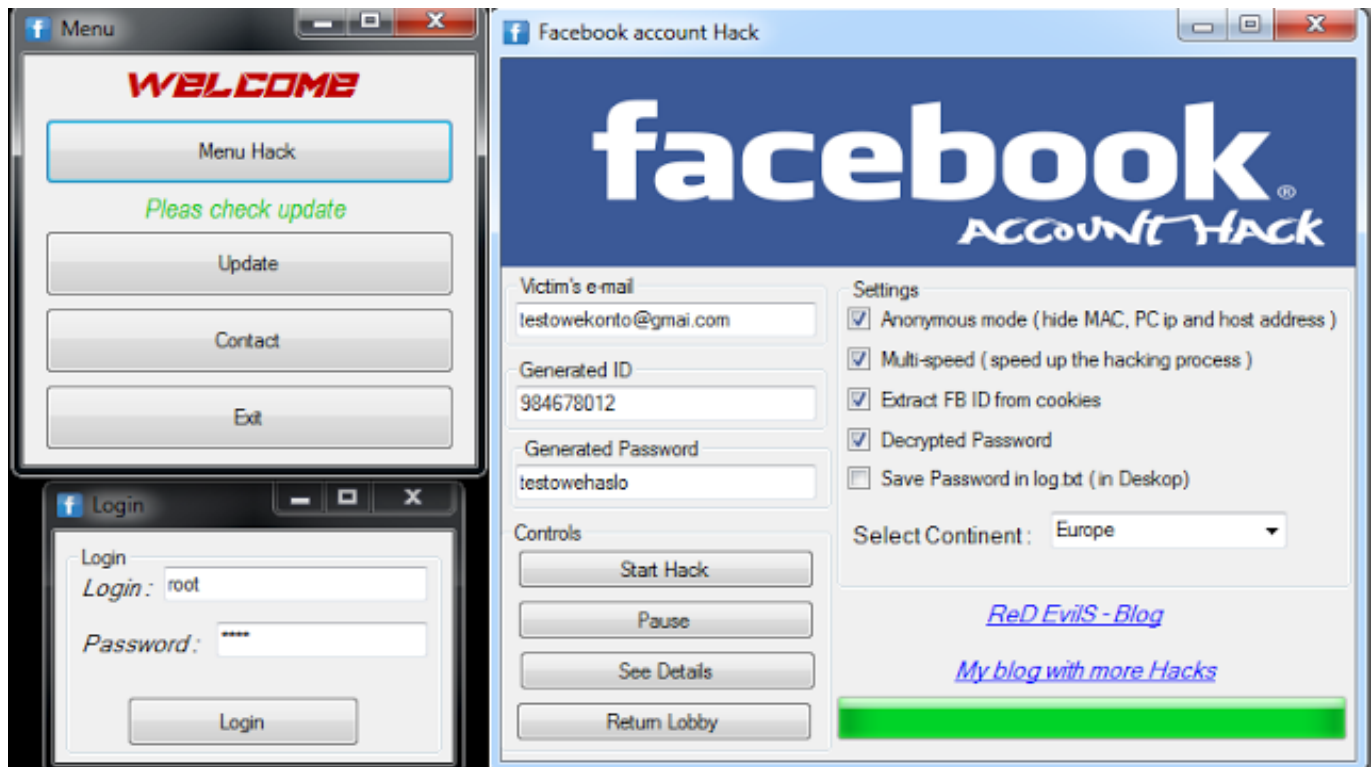 Menu
WELCOME
Menu Hack
Pleas check update
Update
Contact
Exit
Login
Login
Login :
root
Password :
****
Login
Facebook account Hack
facebook®
ACCOUNT HACK
Victim's e-mail
testowekonto@gmai.com
Generated ID
984678012
Generated Password
testowehaslo
Controls
Start Hack
Pause
See Details
Return Lobby
Settings
Anonymous mode ( hide MAC, PC ip and host address )
Multi-speed ( speed up the hacking process )
Extract FB ID from cookies
Decrypted Password
Save Password in log.txt ( in Deskop)
Select Continent :
Europe
ReD EvilS - Blog
My blog with more Hacks